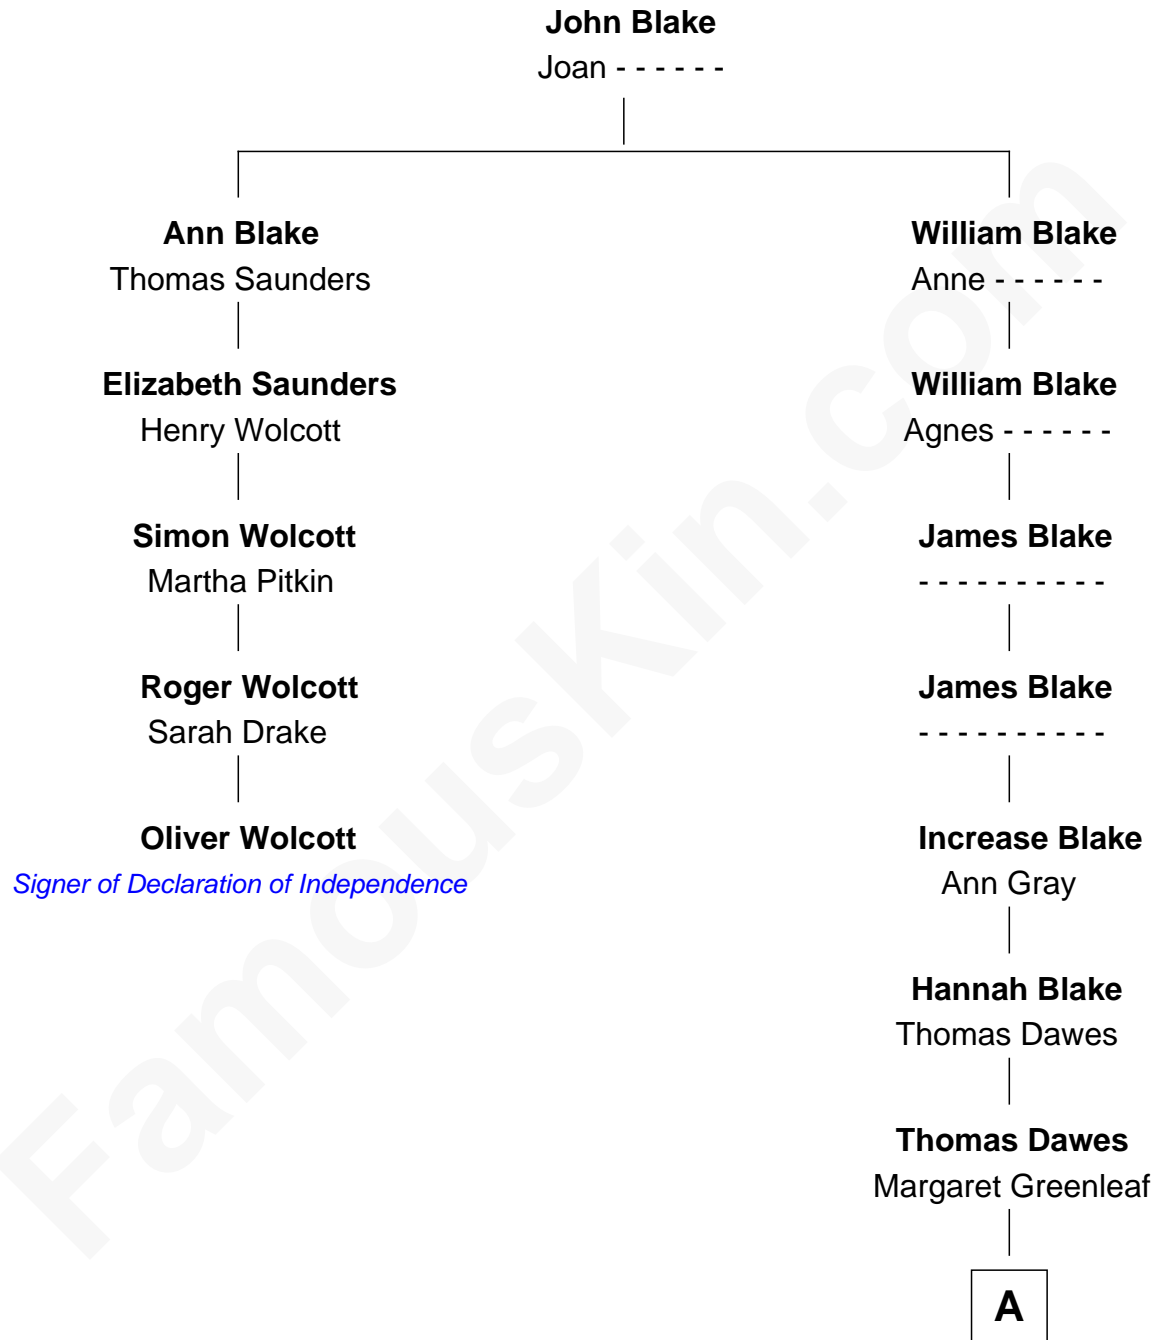 John Blake
Joan - - - - - -
Ann Blake
Thomas Saunders
William Blake
Anne - - - - - -
Elizabeth Saunders
Henry Wolcott
William Blake
Agnes - - - - - -
Simon Wolcott
Martha Pitkin
James Blake
- - - - - - - - - -
Roger Wolcott
Sarah Drake
James Blake
- - - - - - - - - -
Oliver Wolcott
Signer of Declaration of Independence
Increase Blake
Ann Gray
Hannah Blake
Thomas Dawes
Thomas Dawes
Margaret Greenleaf
A
FamousKin.com